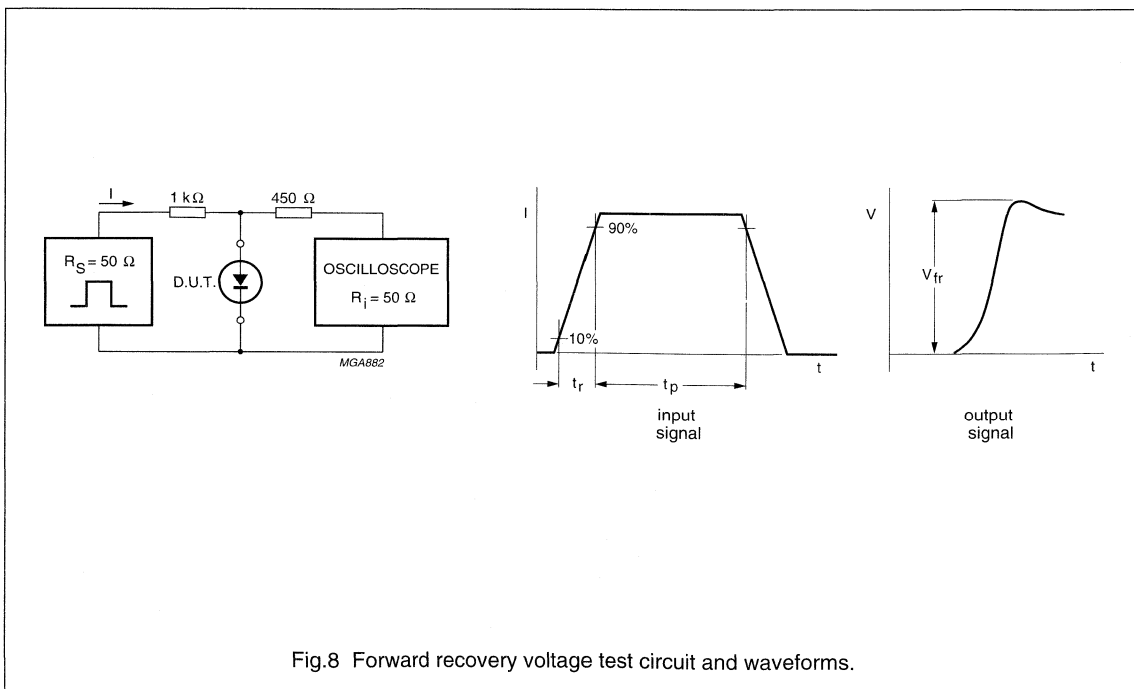 I
1 kΩ
450 Ω
R_S = 50 Ω
D.U.T.
OSCILLOSCOPE
R_i = 50 Ω
MGA882
I
90%
10%
t
t_r
t_p
input
signal
V
V_fr
t
output
signal
Fig.8 Forward recovery voltage test circuit and waveforms.